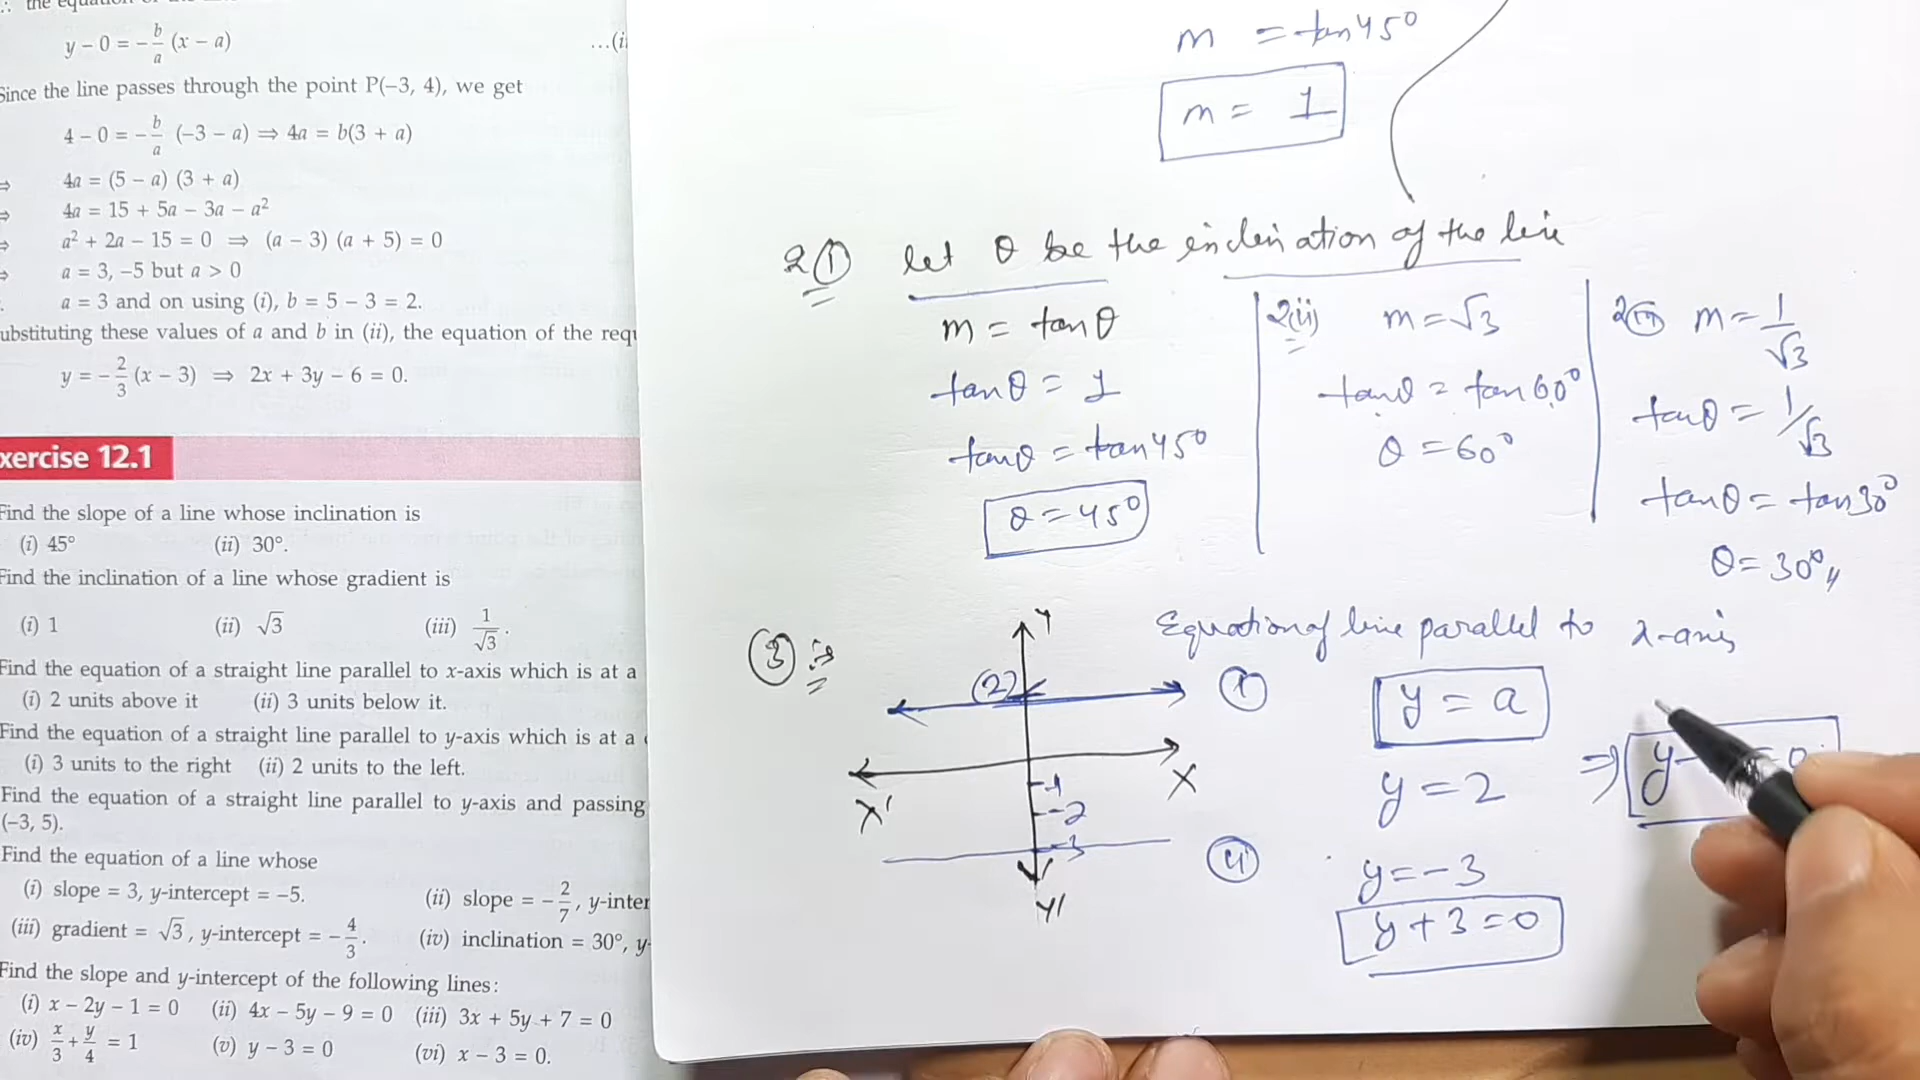 ∴ the equation of the
y – 0 = – b/a (x – a) ...(i
Since the line passes through the point P(–3, 4), we get
4 – 0 = – b/a (–3 – a) ⇒ 4a = b(3 + a)
⇒ 4a = (5 – a) (3 + a)
⇒ 4a = 15 + 5a – 3a – a²
⇒ a² + 2a – 15 = 0 ⇒ (a – 3) (a + 5) = 0
⇒ a = 3, –5 but a > 0
∴ a = 3 and on using (i), b = 5 – 3 = 2.
ubstituting these values of a and b in (ii), the equation of the requ
y = – 2/3 (x – 3) ⇒ 2x + 3y – 6 = 0.
xercise 12.1
Find the slope of a line whose inclination is
(i) 45° (ii) 30°.
Find the inclination of a line whose gradient is
(i) 1 (ii) √3 (iii) 1/√3.
Find the equation of a straight line parallel to x-axis which is at a
(i) 2 units above it (ii) 3 units below it.
Find the equation of a straight line parallel to y-axis which is at a
(i) 3 units to the right (ii) 2 units to the left.
Find the equation of a straight line parallel to y-axis and passing
(–3, 5).
Find the equation of a line whose
(i) slope = 3, y-intercept = –5. (ii) slope = – 2/7, y-inter
(iii) gradient = √3, y-intercept = – 4/3. (iv) inclination = 30°, y-
Find the slope and y-intercept of the following lines:
(i) x – 2y – 1 = 0 (ii) 4x – 5y – 9 = 0 (iii) 3x + 5y + 7 = 0
(iv) x/3 + y/4 = 1 (v) y – 3 = 0 (vi) x – 3 = 0.
m = tan45°
m = 1
2(i) let θ be the inclination of the line
m = tanθ
tanθ = 1
tanθ = tan45°
θ = 45°
2(ii) m = √3
tanθ = tan60°
θ = 60°
2(iii) m = 1/√3
tanθ = 1/√3
tanθ = tan30°
θ = 30°
(3) is
Y
(2)
X' X
-1
-2
-3
Y'
Equation of line parallel to x-axis
(i) y = a
y = 2 ⇒ y- = 0
(ii) y = -3
y + 3 = 0